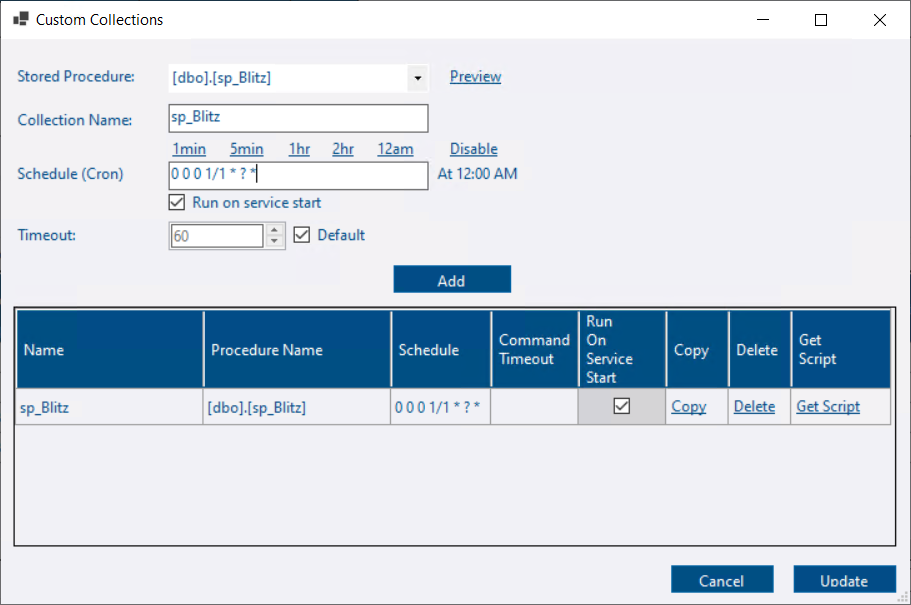 Custom Collections
Stored Procedure: [dbo].[sp_Blitz] Preview
Collection Name: sp_Blitz
1min 5min 1hr 2hr 12am Disable
Schedule (Cron) 0 0 0 1/1 * ? * At 12:00 AM
Run on service start
Timeout: 60 Default
Add
Name Procedure Name Schedule Command Timeout Run On Service Start Copy Delete Get Script
sp_Blitz [dbo].[sp_Blitz] 0 0 0 1/1 * ? * Copy Delete Get Script
Cancel Update